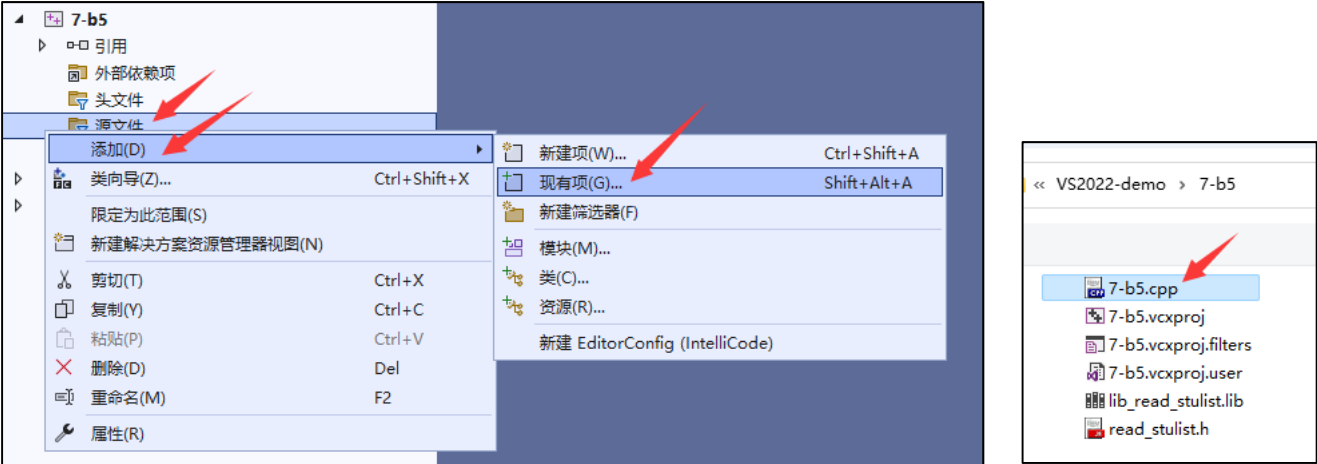 7-b5
引用
外部依赖项
头文件
源文件
添加(D)
类向导(Z)... Ctrl+Shift+X
限定为此范围(S)
新建解决方案资源管理器视图(N)
剪切(T) Ctrl+X
复制(Y) Ctrl+C
粘贴(P) Ctrl+V
删除(D) Del
重命名(M) F2
属性(R)
新建项(W)... Ctrl+Shift+A
现有项(G)... Shift+Alt+A
新建筛选器(F)
模块(M)...
类(C)...
资源(R)...
新建 EditorConfig (IntelliCode)
« VS2022-demo › 7-b5
7-b5.cpp
7-b5.vcxproj
7-b5.vcxproj.filters
7-b5.vcxproj.user
lib_read_stulist.lib
read_stulist.h